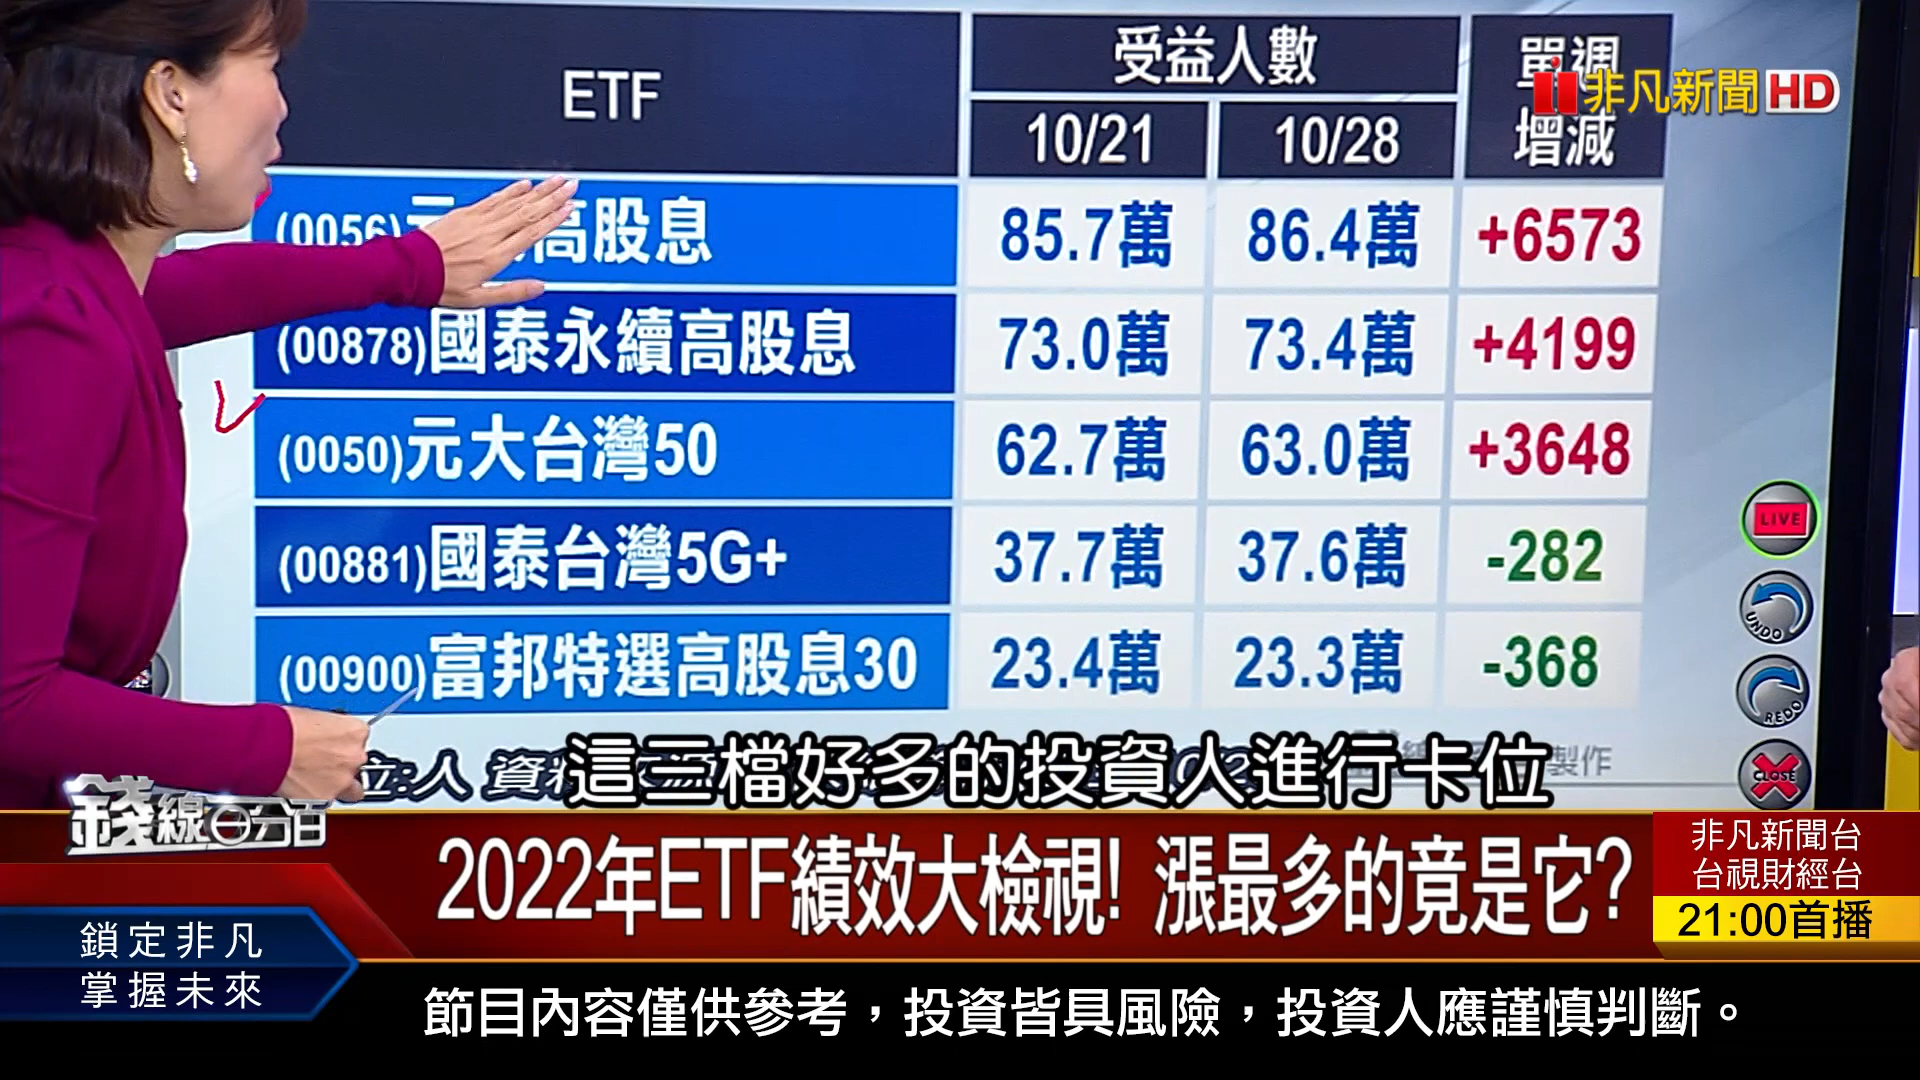 ETF 受益人數 單週增減
10/21 10/28
(0056)元 高股息 85.7萬 86.4萬 +6573
(00878)國泰永續高股息 73.0萬 73.4萬 +4199
(0050)元大台灣50 62.7萬 63.0萬 +3648
(00881)國泰台灣5G+ 37.7萬 37.6萬 -282
(00900)富邦特選高股息30 23.4萬 23.3萬 -368
位:人 資料 製作
非凡新聞HD
LIVE
UNDO
REDO
CLOSE
這三檔好多的投資人進行卡位
錢線百分百
2022年ETF績效大檢視! 漲最多的竟是它?
非凡新聞台
台視財經台
21:00首播
鎖定非凡
掌握未來
節目內容僅供參考，投資皆具風險，投資人應謹慎判斷。